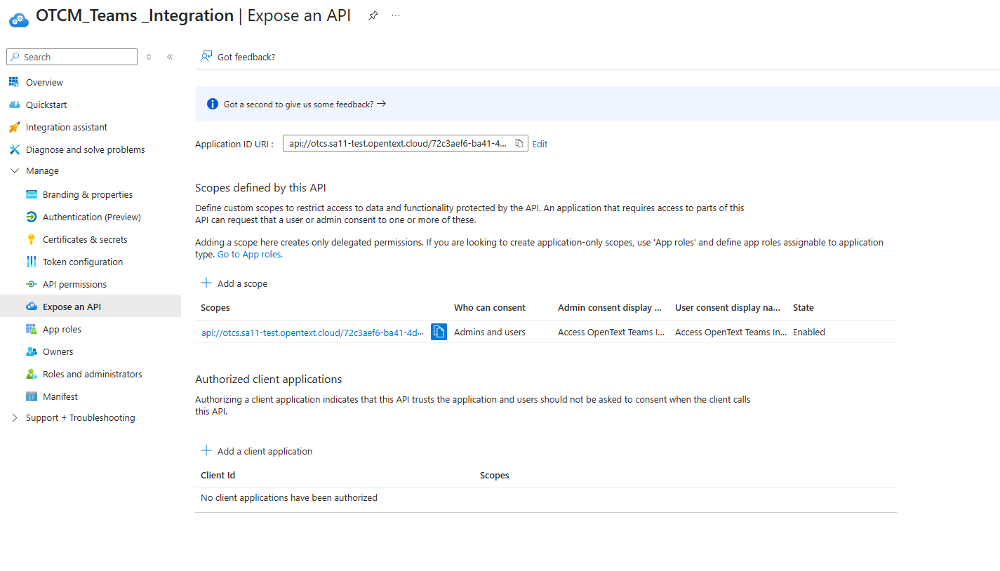 OTCM_Teams _Integration | Expose an API
Search
Got feedback?
Overview
Quickstart
Integration assistant
Diagnose and solve problems
Manage
Branding & properties
Authentication (Preview)
Certificates & secrets
Token configuration
API permissions
Expose an API
App roles
Owners
Roles and administrators
Manifest
Support + Troubleshooting
Got a second to give us some feedback?
Application ID URI : api://otcs.sa11-test.opentext.cloud/72c3aef6-ba41-4... Edit
Scopes defined by this API
Define custom scopes to restrict access to data and functionality protected by the API. An application that requires access to parts of this
API can request that a user or admin consent to one or more of these.
Adding a scope here creates only delegated permissions. If you are looking to create application-only scopes, use 'App roles' and define app roles assignable to application
type. Go to App roles.
Add a scope
Scopes Who can consent Admin consent display ... User consent display na... State
api://otcs.sa11-test.opentext.cloud/72c3aef6-ba41-4d... Admins and users Access OpenText Teams I... Access OpenText Teams In... Enabled
Authorized client applications
Authorizing a client application indicates that this API trusts the application and users should not be asked to consent when the client calls
this API.
Add a client application
Client Id Scopes
No client applications have been authorized